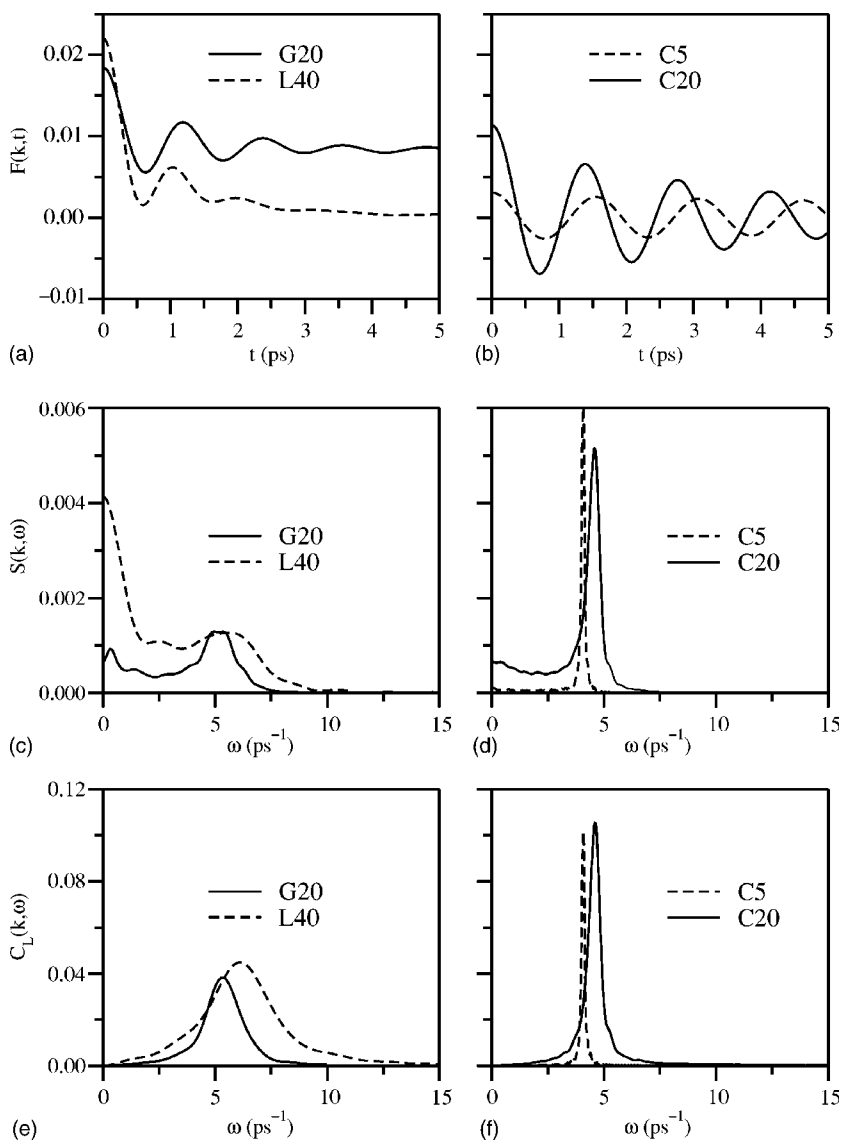 G20
L40
0.02
0.01
0.00
−0.01
F(k,t)
0 1 2 3 4 5
t (ps)
(a)
C5
C20
0 1 2 3 4 5
t (ps)
(b)
0.006
0.004
0.002
0.000
S(k,ω)
G20
L40
0 5 10 15
ω (ps⁻¹)
(c)
C5
C20
0 5 10 15
ω (ps⁻¹)
(d)
0.12
0.08
0.04
0.00
C_L(k,ω)
G20
L40
0 5 10 15
ω (ps⁻¹)
(e)
C5
C20
0 5 10 15
ω (ps⁻¹)
(f)